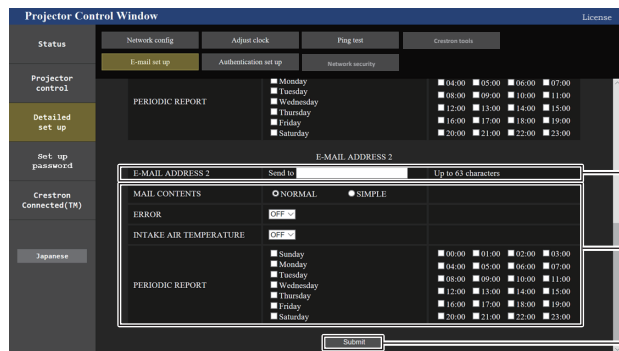 Projector Control Window
License
Status
Network config
Adjust clock
Ping test
Crestron tools
E-mail set up
Authentication set up
Network security
Projector control
Detailed set up
Set up password
Crestron Connected(TM)
Japanese
PERIODIC REPORT
Monday
Tuesday
Wednesday
Thursday
Friday
Saturday
04:00 05:00 06:00 07:00
08:00 09:00 10:00 11:00
12:00 13:00 14:00 15:00
16:00 17:00 18:00 19:00
20:00 21:00 22:00 23:00
E-MAIL ADDRESS 2
E-MAIL ADDRESS 2 Send to Up to 63 characters
MAIL CONTENTS NORMAL SIMPLE
ERROR OFF
INTAKE AIR TEMPERATURE OFF
PERIODIC REPORT
Sunday
Monday
Tuesday
Wednesday
Thursday
Friday
Saturday
00:00 01:00 02:00 03:00
04:00 05:00 06:00 07:00
08:00 09:00 10:00 11:00
12:00 13:00 14:00 15:00
16:00 17:00 18:00 19:00
20:00 21:00 22:00 23:00
Submit